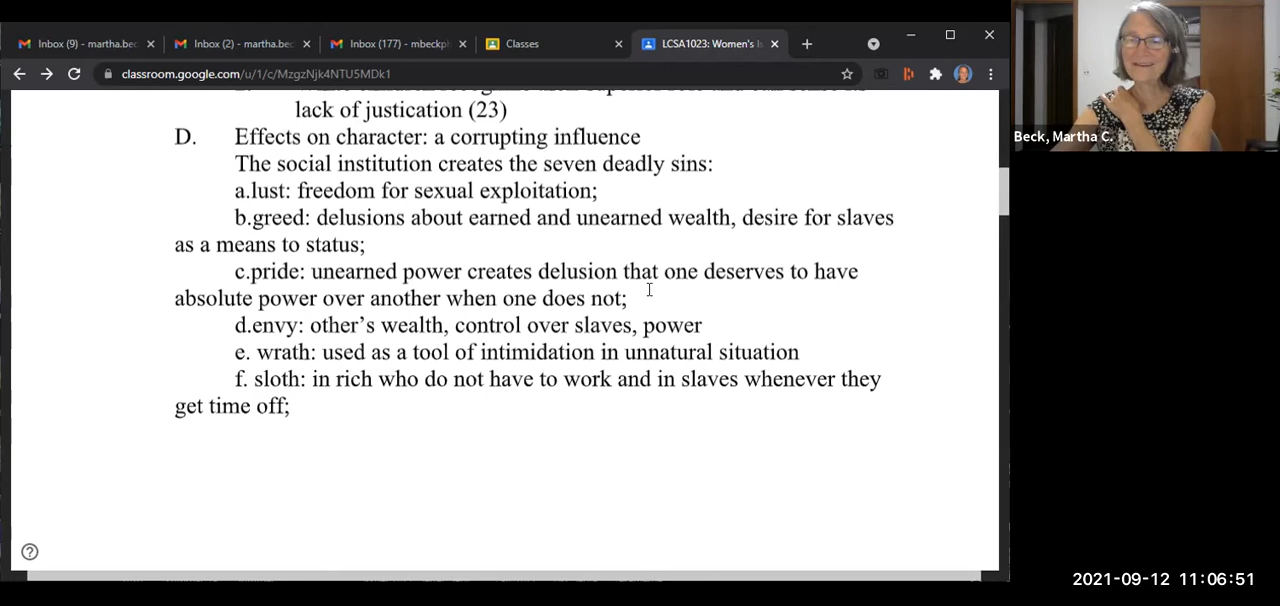 Inbox (9) - martha.bec
Inbox (2) - martha.bec
Inbox (177) - mbeckp
Classes
LCSA1023: Women's
classroom.google.com/u/1/c/MzgzNjk4NTU5MDk1
lack of justication (23)
D. Effects on character: a corrupting influence
The social institution creates the seven deadly sins:
a.lust: freedom for sexual exploitation;
b.greed: delusions about earned and unearned wealth, desire for slaves
as a means to status;
c.pride: unearned power creates delusion that one deserves to have
absolute power over another when one does not;
d.envy: other's wealth, control over slaves, power
e. wrath: used as a tool of intimidation in unnatural situation
f. sloth: in rich who do not have to work and in slaves whenever they
get time off;
Beck, Martha C.
2021-09-12 11:06:51